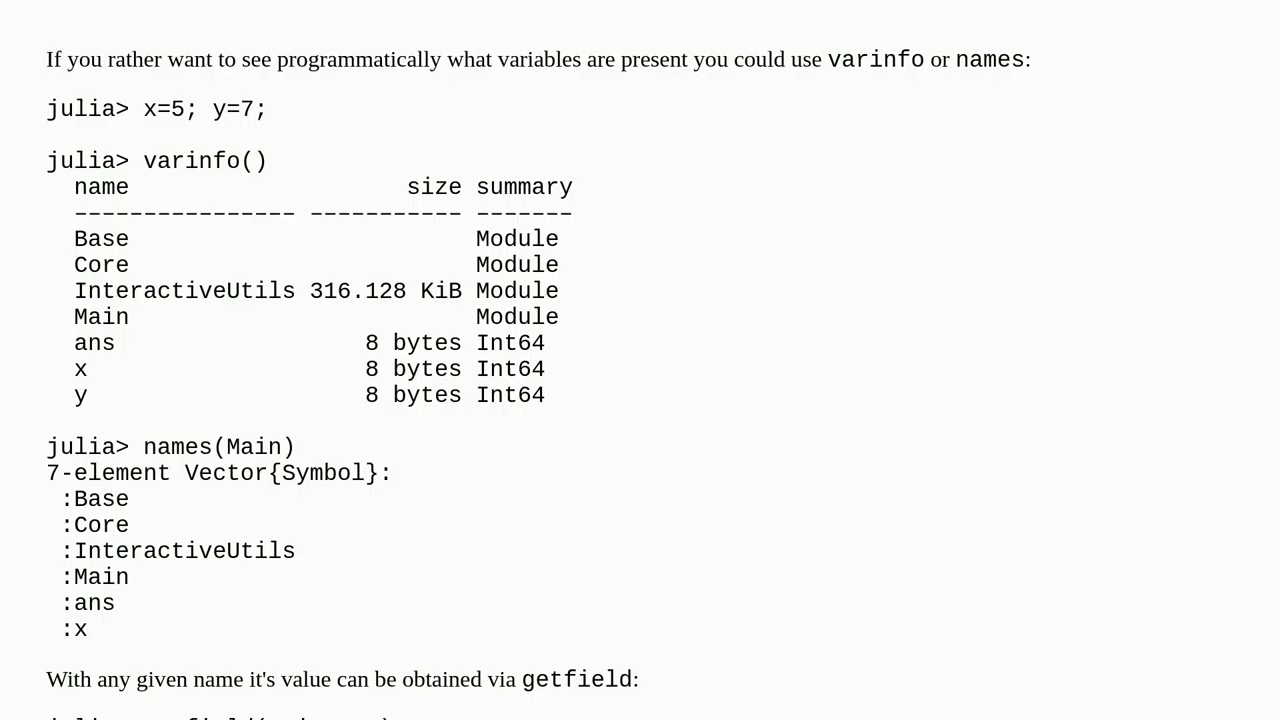 If you rather want to see programmatically what variables are present you could use varinfo or names:
julia> x=5; y=7;
julia> varinfo()
  name                    size summary
  –––––––––––––––– ––––––––––– –––––––
  Base                         Module
  Core                         Module
  InteractiveUtils 316.128 KiB Module
  Main                         Module
  ans                  8 bytes Int64
  x                    8 bytes Int64
  y                    8 bytes Int64
julia> names(Main)
7-element Vector{Symbol}:
 :Base
 :Core
 :InteractiveUtils
 :Main
 :ans
 :x
With any given name it's value can be obtained via getfield: